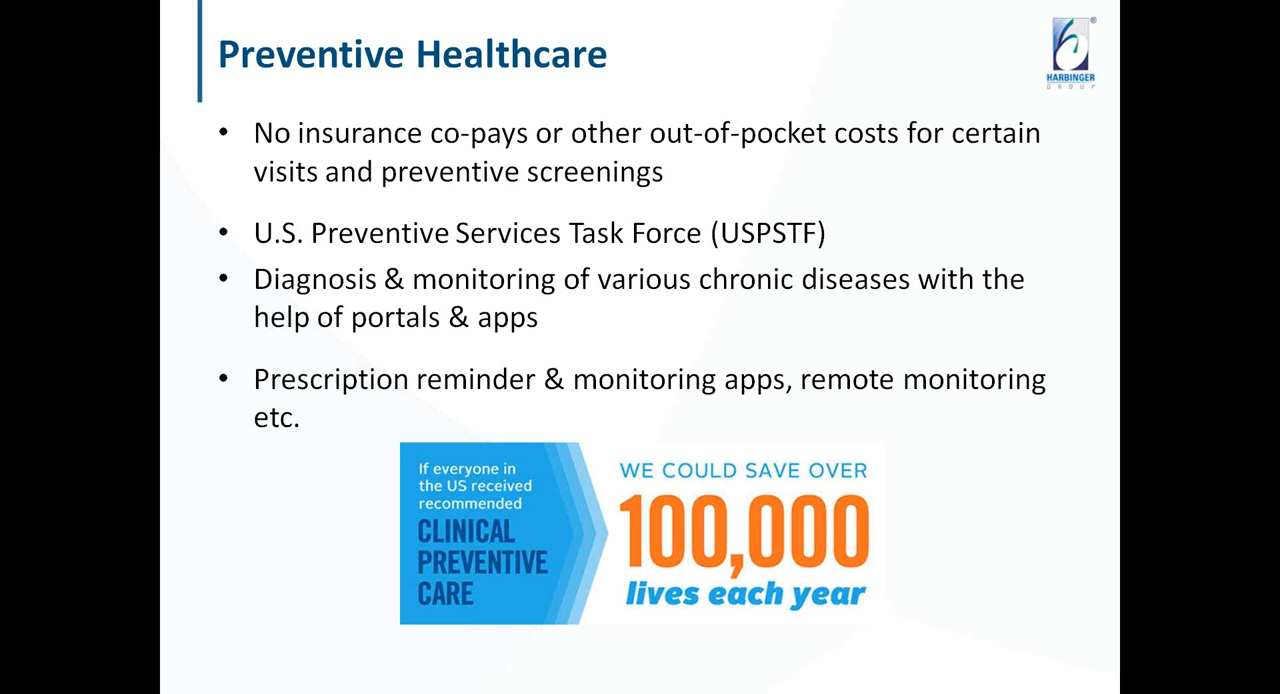 Preventive Healthcare
®
HARBINGER
GROUP
• No insurance co-pays or other out-of-pocket costs for certain
visits and preventive screenings
• U.S. Preventive Services Task Force (USPSTF)
• Diagnosis & monitoring of various chronic diseases with the
help of portals & apps
• Prescription reminder & monitoring apps, remote monitoring
etc.
If everyone in
the US received
recommended
CLINICAL
PREVENTIVE
CARE
WE COULD SAVE OVER
100,000
lives each year